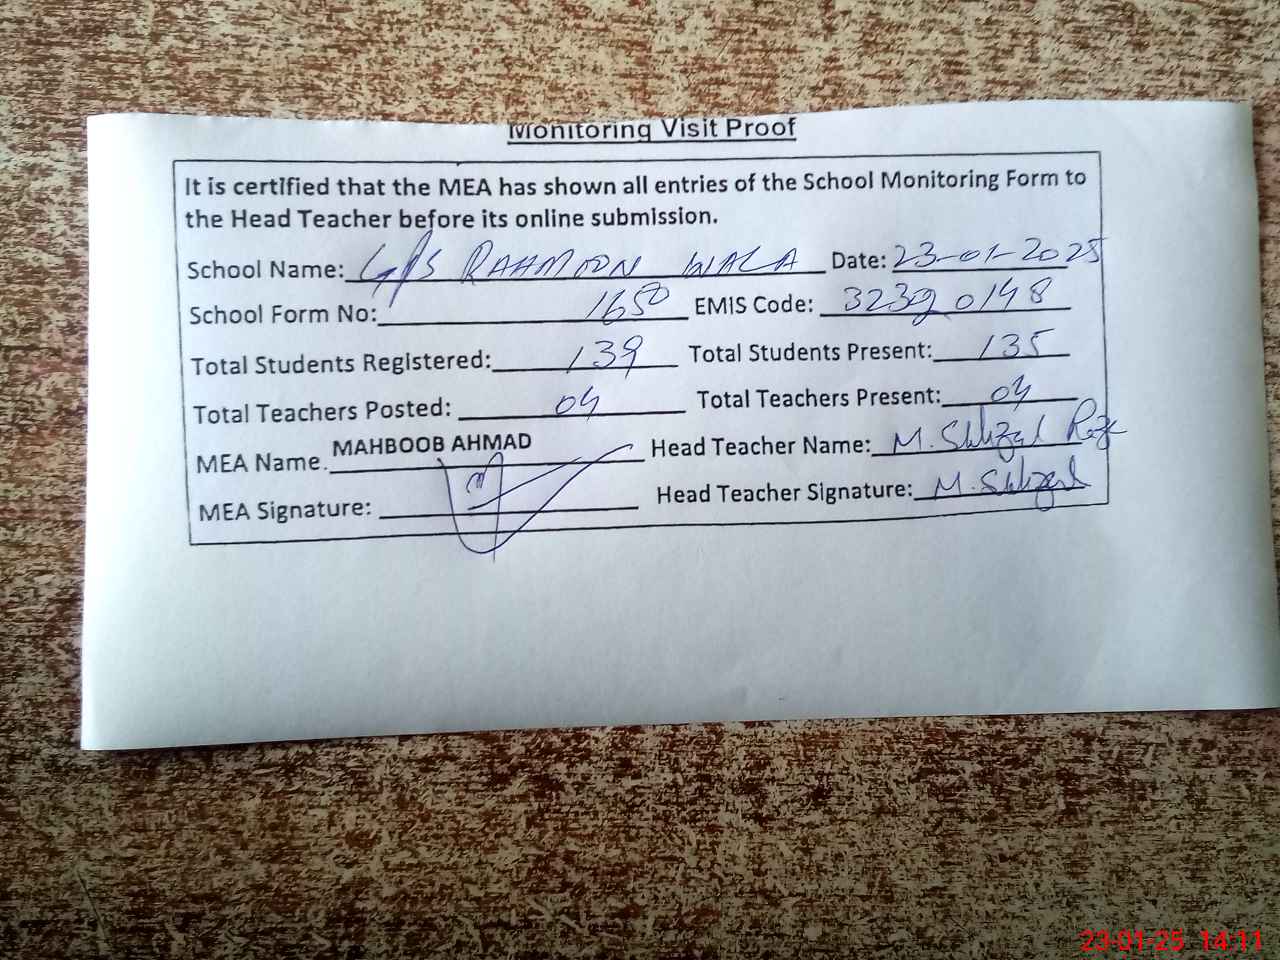 Monitoring Visit Proof
It is certified that the MEA has shown all entries of the School Monitoring Form to
the Head Teacher before its online submission.
School Name: GPS RAHMOON WALA Date: 23-01-2025
School Form No: 1650 EMIS Code: 32320148
Total Students Registered: 139 Total Students Present: 135
Total Teachers Posted: 04 Total Teachers Present: 04
MEA Name. MAHBOOB AHMAD Head Teacher Name: M.
MEA Signature: Head Teacher Signature: M.
23-01-25 14:11